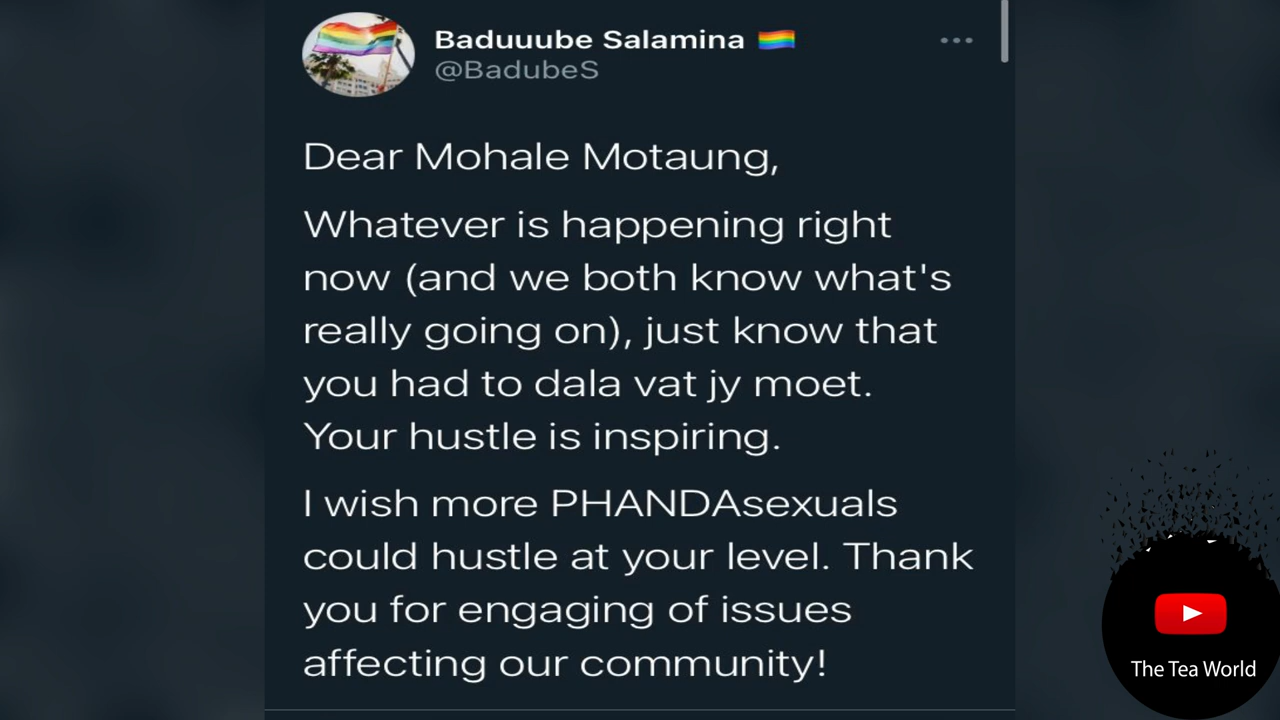 Baduuube Salamina 🏳️‍🌈
@BadubeS
Dear Mohale Motaung,
Whatever is happening right
now (and we both know what's
really going on), just know that
you had to dala vat jy moet.
Your hustle is inspiring.
I wish more PHANDAsexuals
could hustle at your level. Thank
you for engaging of issues
affecting our community!
The Tea World